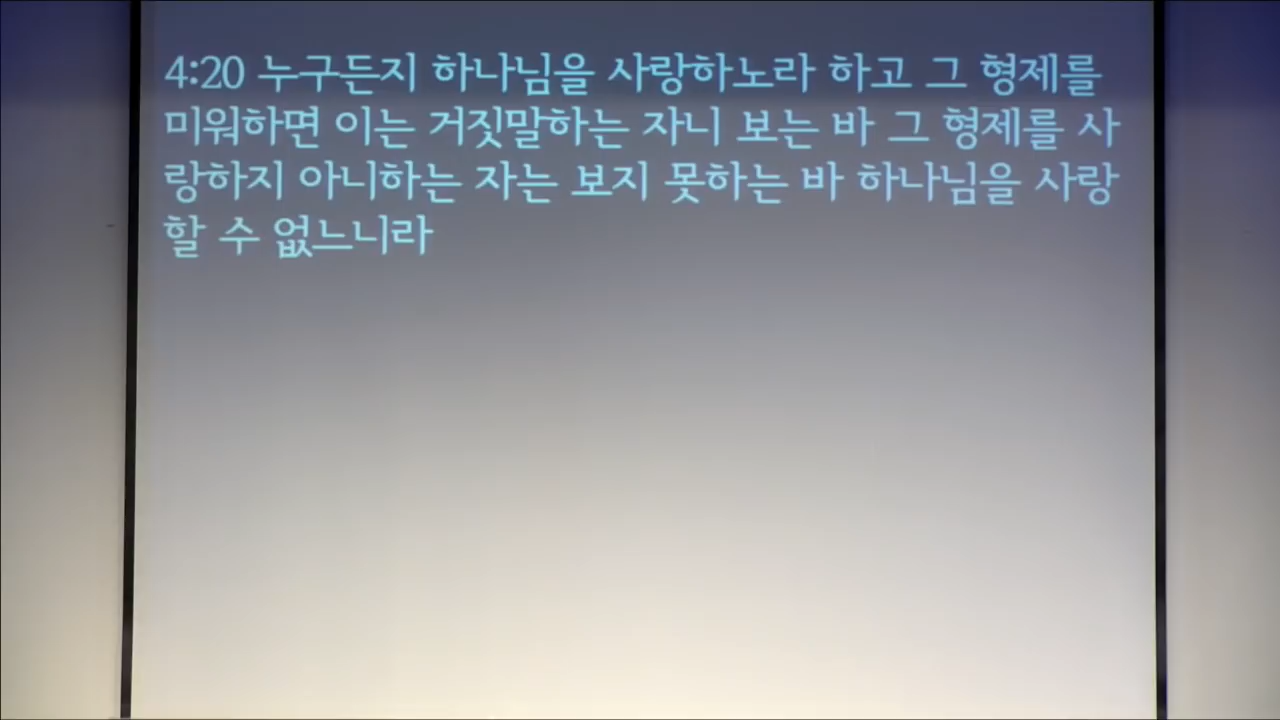 4:20 누구든지 하나님을 사랑하노라 하고 그 형제를
미워하면 이는 거짓말하는 자니 보는 바 그 형제를 사
랑하지 아니하는 자는 보지 못하는 바 하나님을 사랑
할 수 없느니라